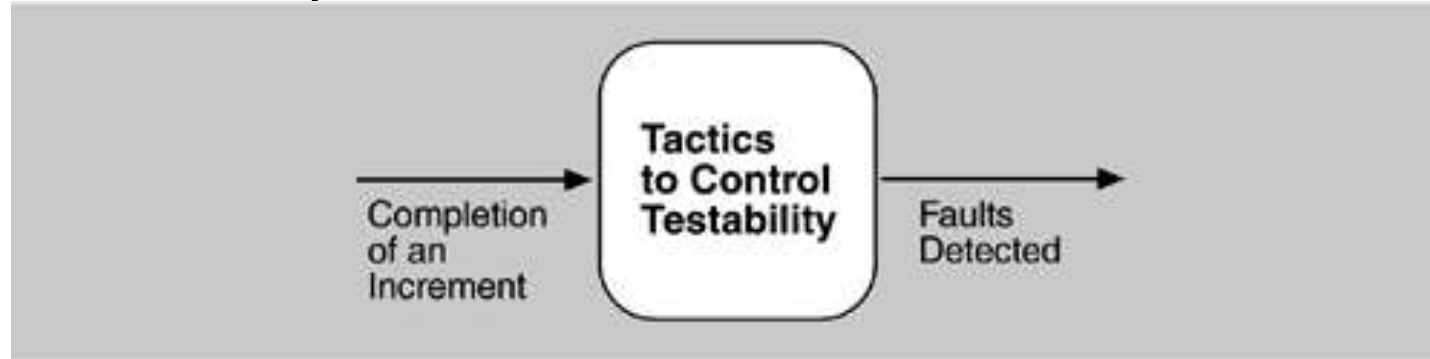 Completion
of an
Increment
Tactics
to Control
Testability
Faults
Detected